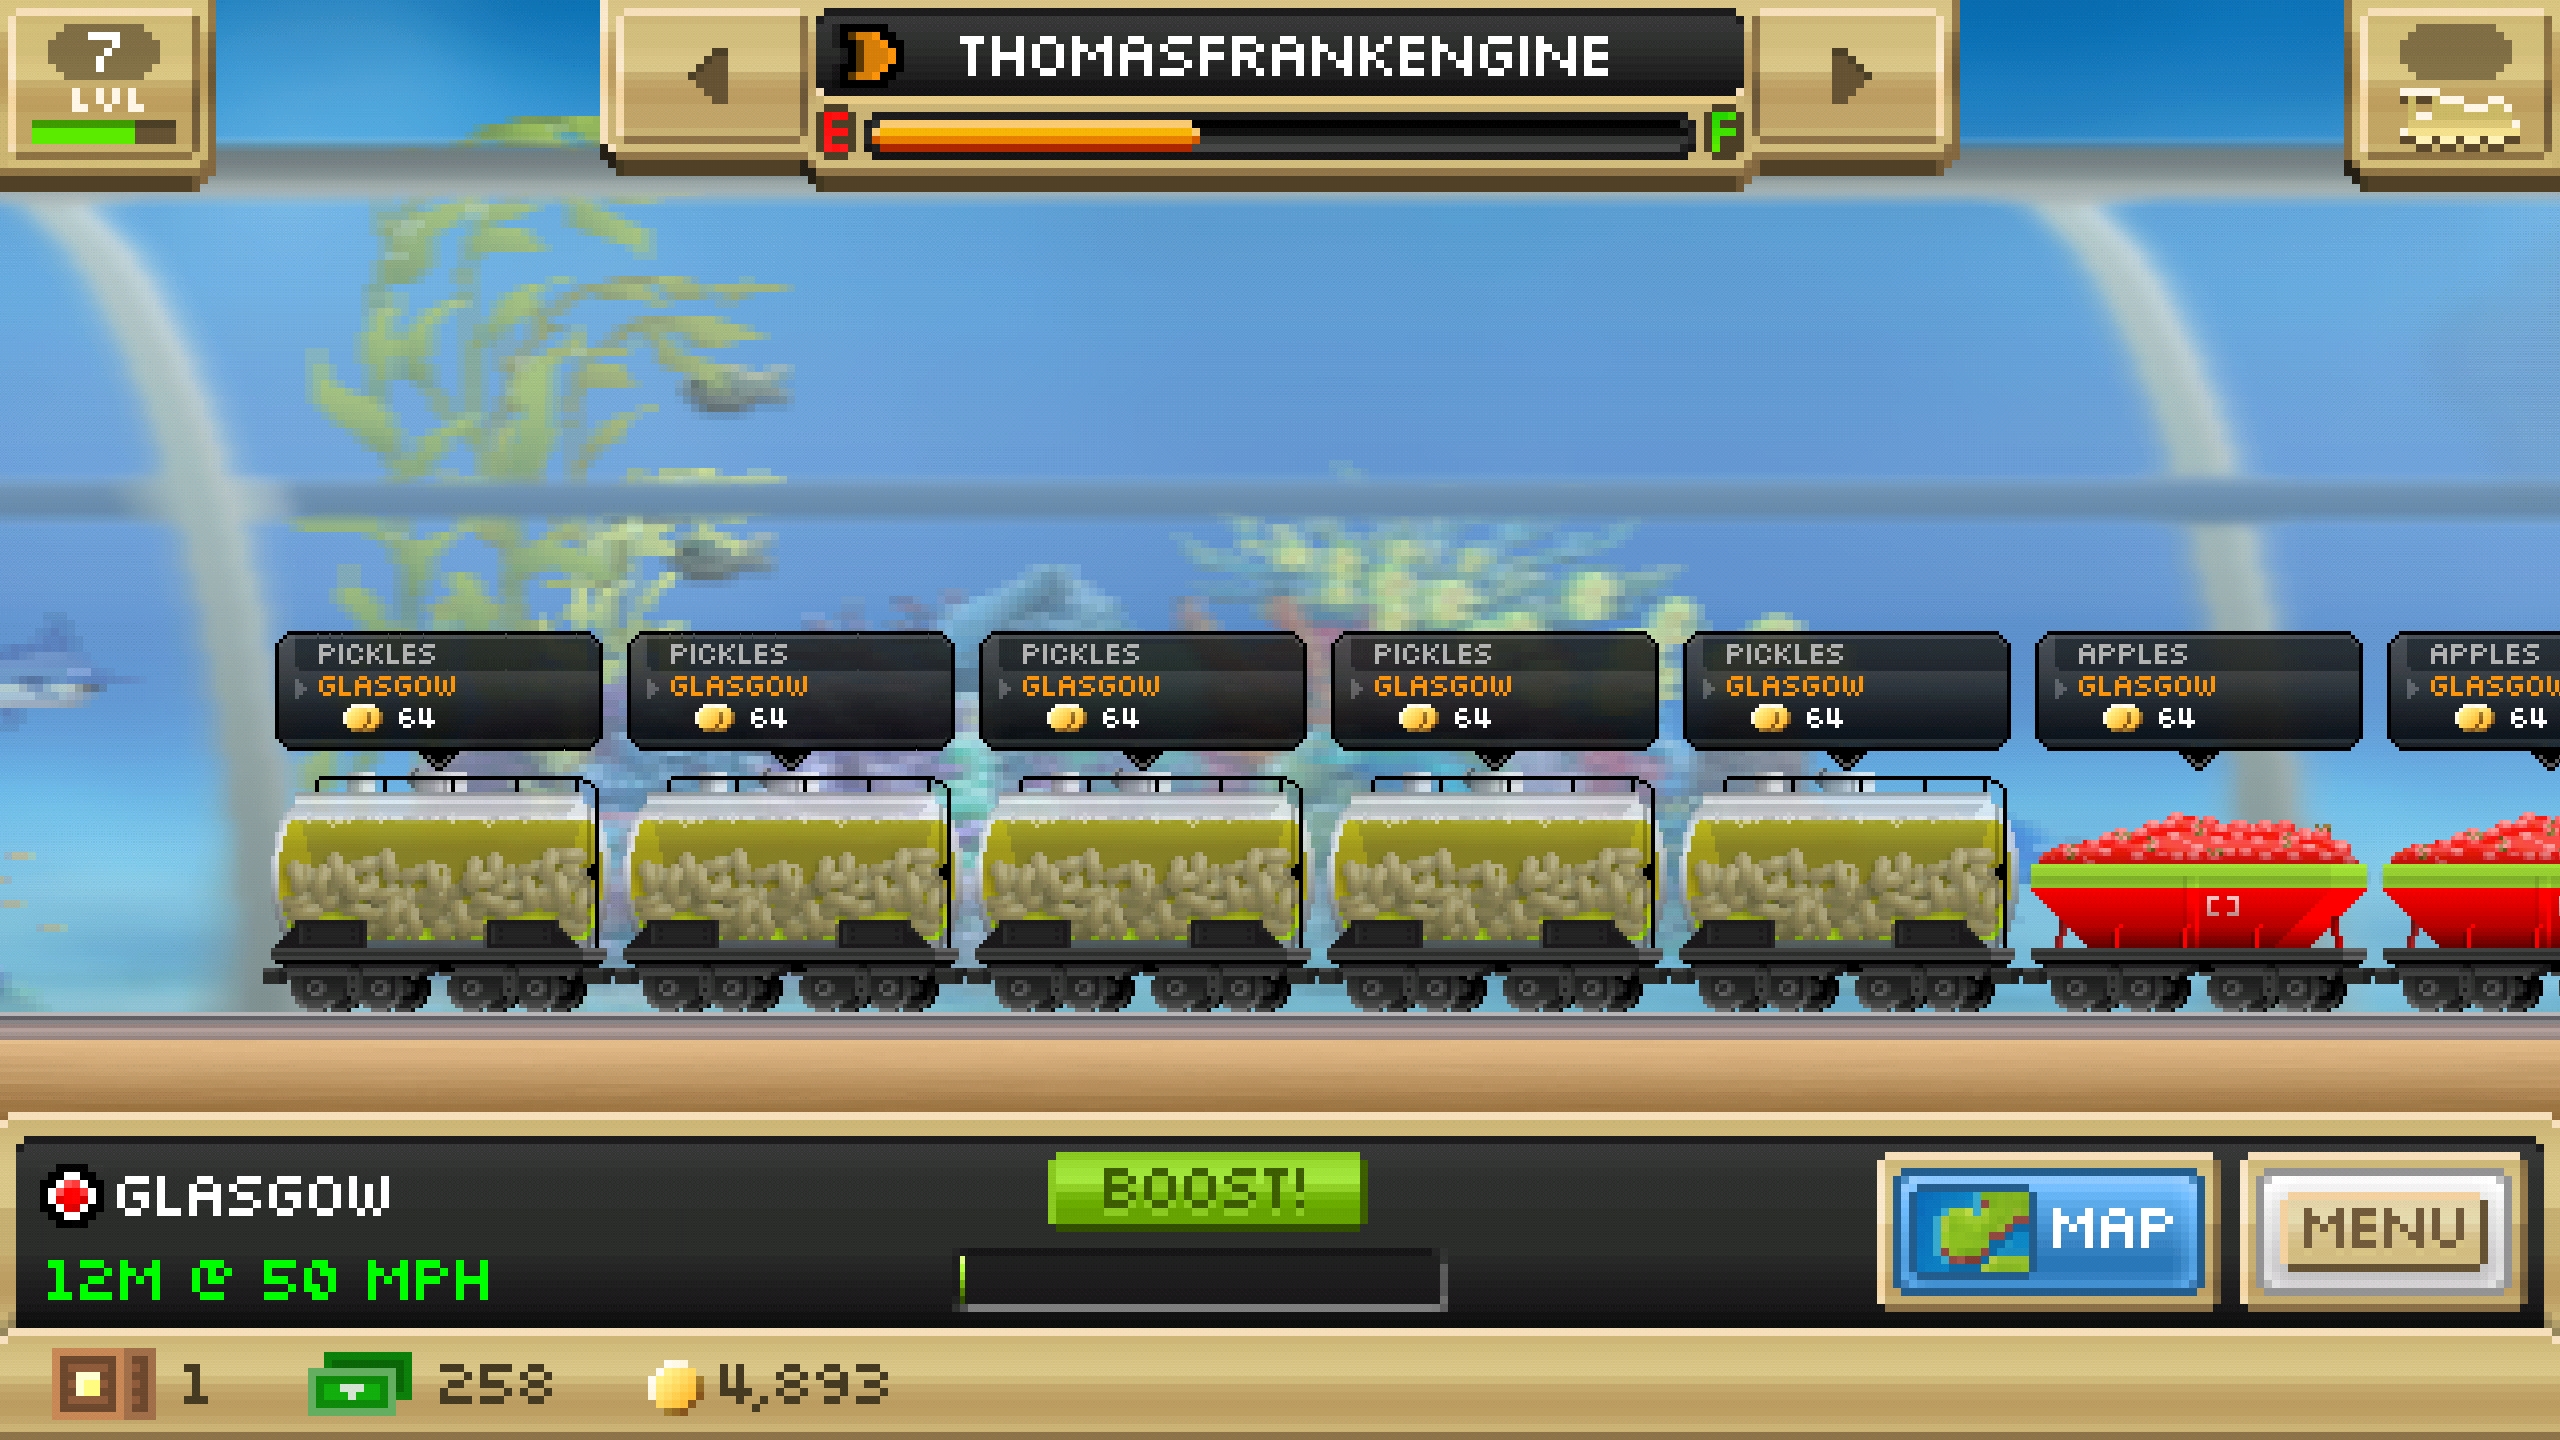 7
LVL
THOMASFRANKENGINE
E F
PICKLES
GLASGOW
64
PICKLES
GLASGOW
64
PICKLES
GLASGOW
64
PICKLES
GLASGOW
64
PICKLES
GLASGOW
64
APPLES
GLASGOW
64
APPLES
GLASGOW
64
GLASGOW
12M @ 50 MPH
BOOST!
MAP
MENU
1
258
4,893